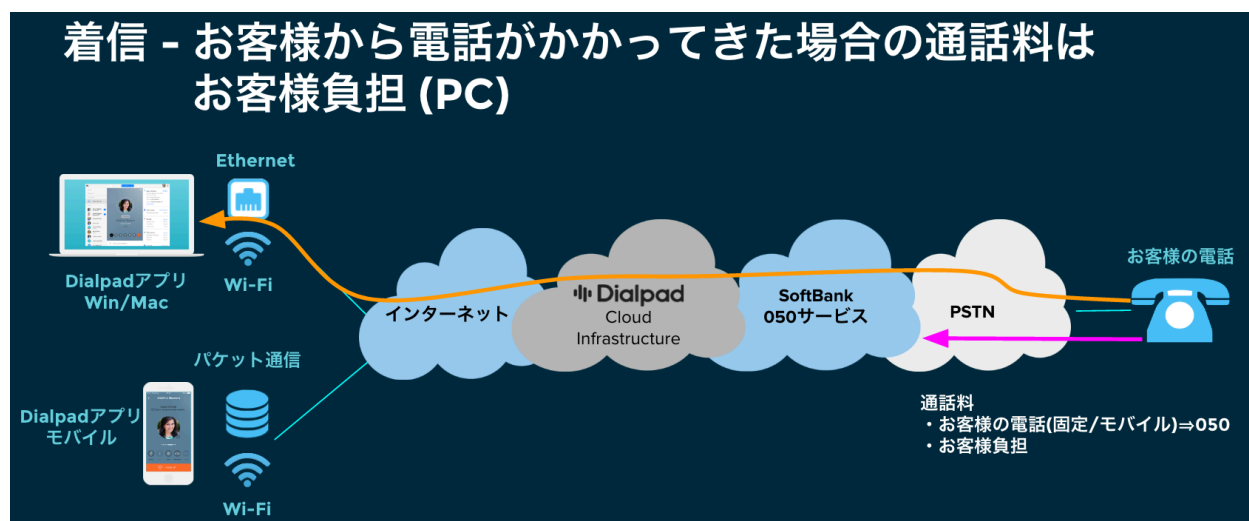 着信 - お客様から電話がかかってきた場合の通話料は
お客様負担 (PC)
Ethernet
Dialpadアプリ
Win/Mac
Wi-Fi
インターネット
Dialpad
Cloud
Infrastructure
SoftBank
050サービス
PSTN
お客様の電話
パケット通信
Dialpadアプリ
モバイル
Wi-Fi
通話料
・お客様の電話(固定/モバイル)⇒050
・お客様負担